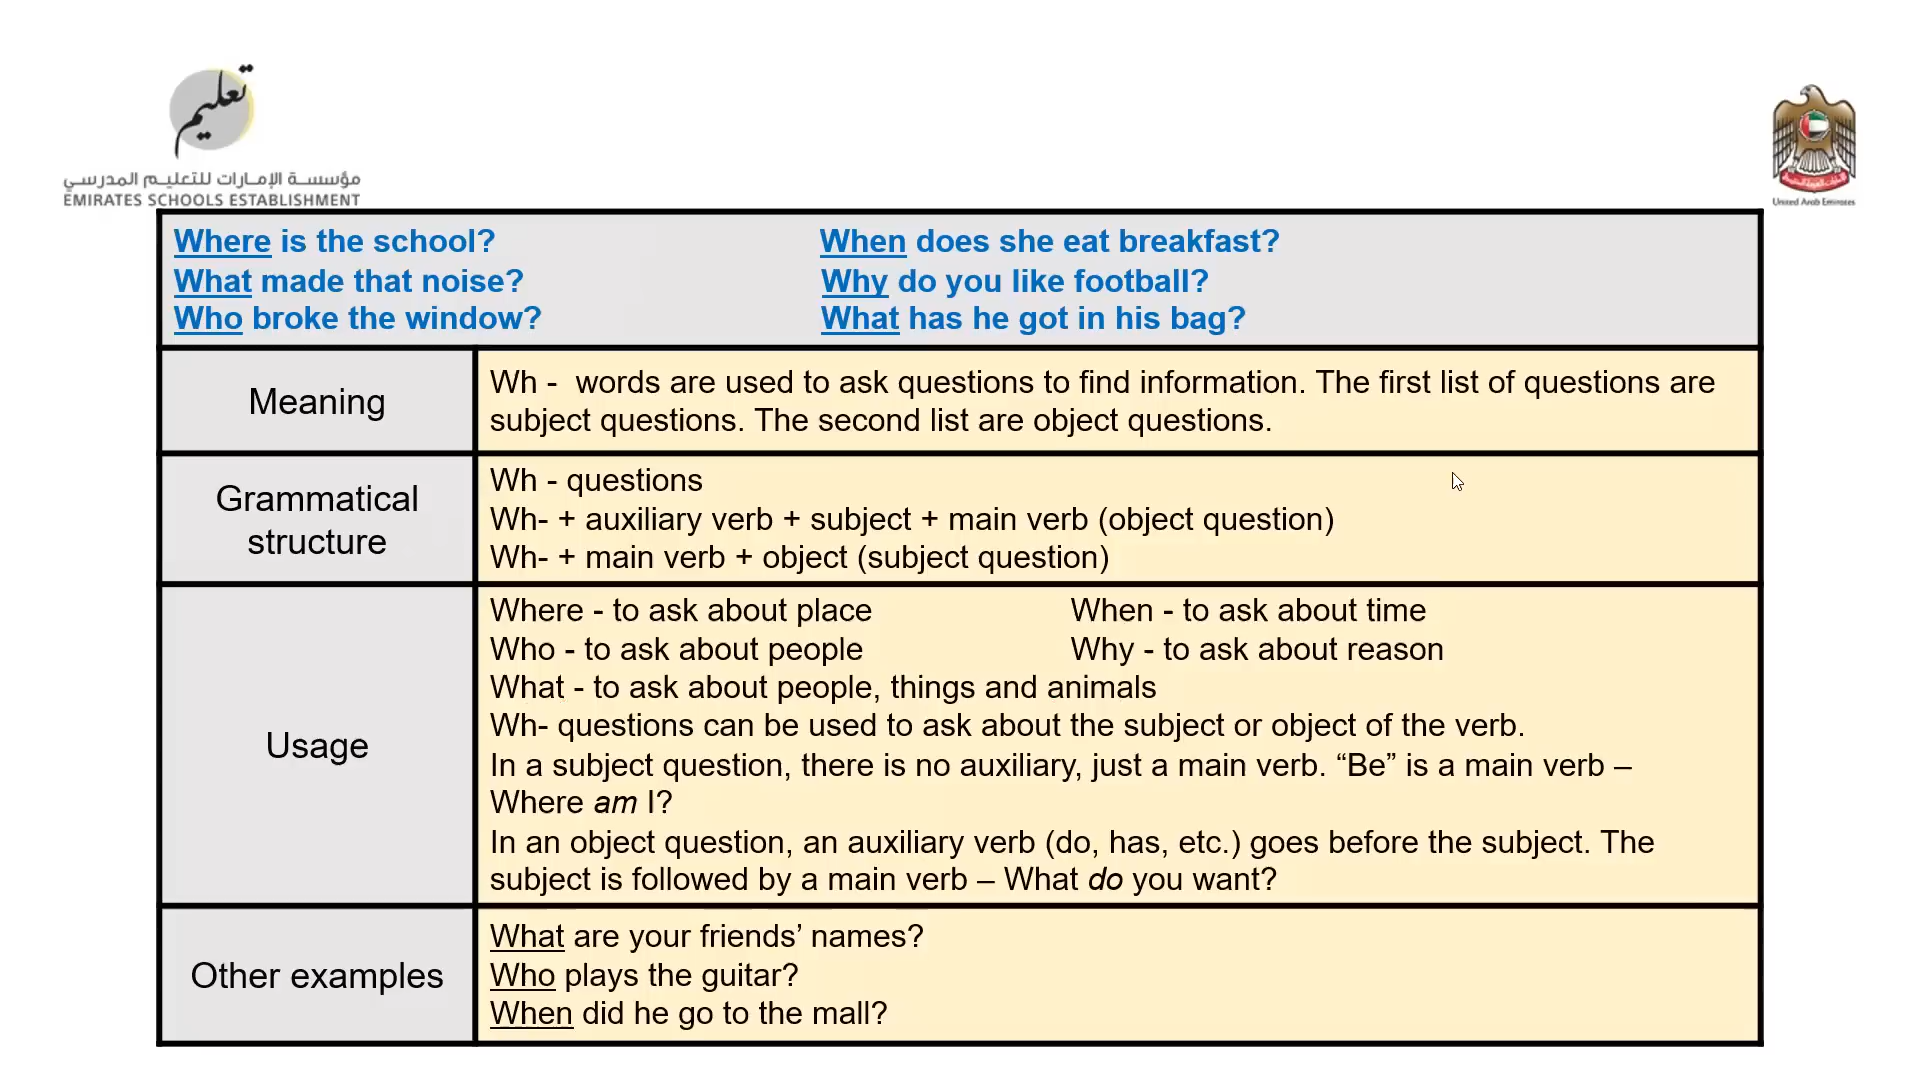 تعليم
مؤسسة الإمارات للتعليم المدرسي
EMIRATES SCHOOLS ESTABLISHMENT
United Arab Emirates
Where is the school?
What made that noise?
Who broke the window?
When does she eat breakfast?
Why do you like football?
What has he got in his bag?
Meaning
Wh -  words are used to ask questions to find information. The first list of questions are
subject questions. The second list are object questions.
Grammatical
structure
Wh - questions
Wh- + auxiliary verb + subject + main verb (object question)
Wh- + main verb + object (subject question)
Usage
Where - to ask about place
When - to ask about time
Who - to ask about people
Why - to ask about reason
What - to ask about people, things and animals
Wh- questions can be used to ask about the subject or object of the verb.
In a subject question, there is no auxiliary, just a main verb. “Be” is a main verb –
Where am I?
In an object question, an auxiliary verb (do, has, etc.) goes before the subject. The
subject is followed by a main verb – What do you want?
Other examples
What are your friends’ names?
Who plays the guitar?
When did he go to the mall?